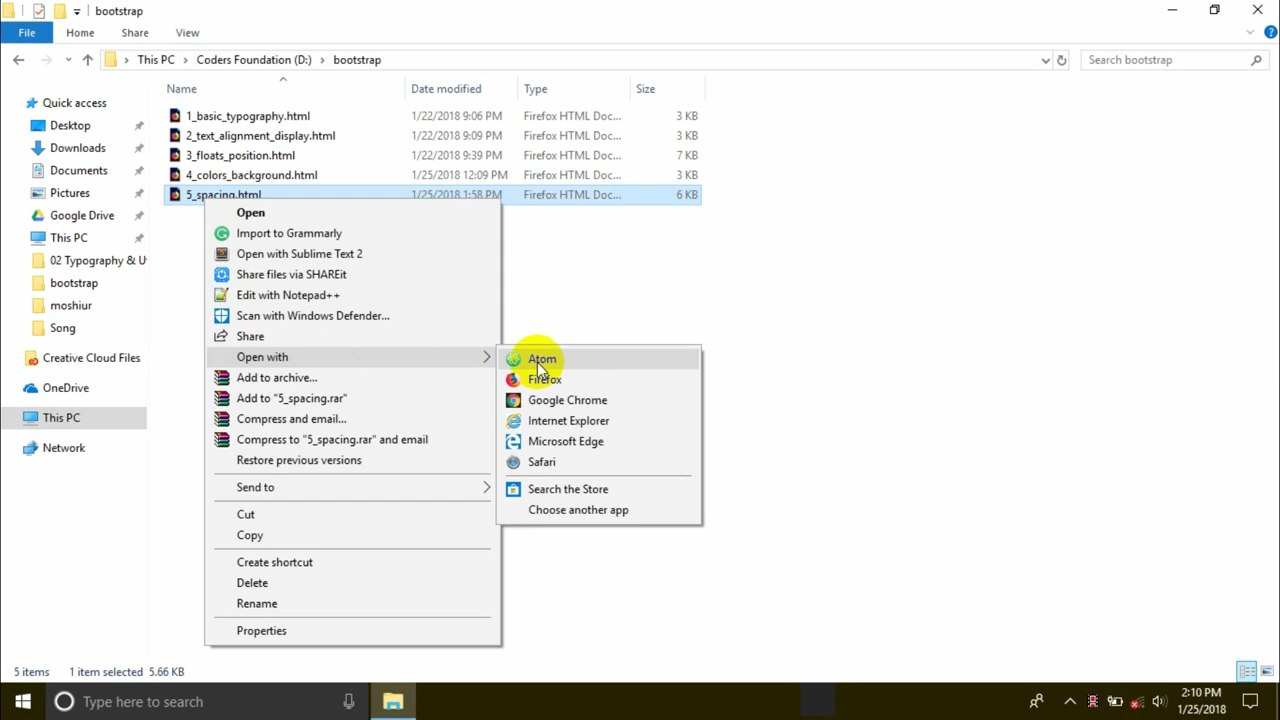 bootstrap
File Home Share View
This PC Coders Foundation (D:) bootstrap Search bootstrap
Name Date modified Type Size
1_basic_typography.html 1/22/2018 9:06 PM Firefox HTML Doc... 3 KB
2_text_alignment_display.html 1/22/2018 9:09 PM Firefox HTML Doc... 3 KB
3_floats_position.html 1/22/2018 9:39 PM Firefox HTML Doc... 7 KB
4_colors_background.html 1/25/2018 12:09 PM Firefox HTML Doc... 3 KB
5_spacing.html 1/25/2018 1:58 PM Firefox HTML Doc... 6 KB
Quick access
Desktop
Downloads
Documents
Pictures
Google Drive
This PC
02 Typography & U
bootstrap
moshiur
Song
Creative Cloud Files
OneDrive
This PC
Network
Open
Import to Grammarly
Open with Sublime Text 2
Share files via SHAREit
Edit with Notepad++
Scan with Windows Defender...
Share
Open with
Add to archive...
Add to "5_spacing.rar"
Compress and email...
Compress to "5_spacing.rar" and email
Restore previous versions
Send to
Cut
Copy
Create shortcut
Delete
Rename
Properties
Atom
Firefox
Google Chrome
Internet Explorer
Microsoft Edge
Safari
Search the Store
Choose another app
5 items 1 item selected 5.66 KB
Type here to search
2:10 PM
1/25/2018